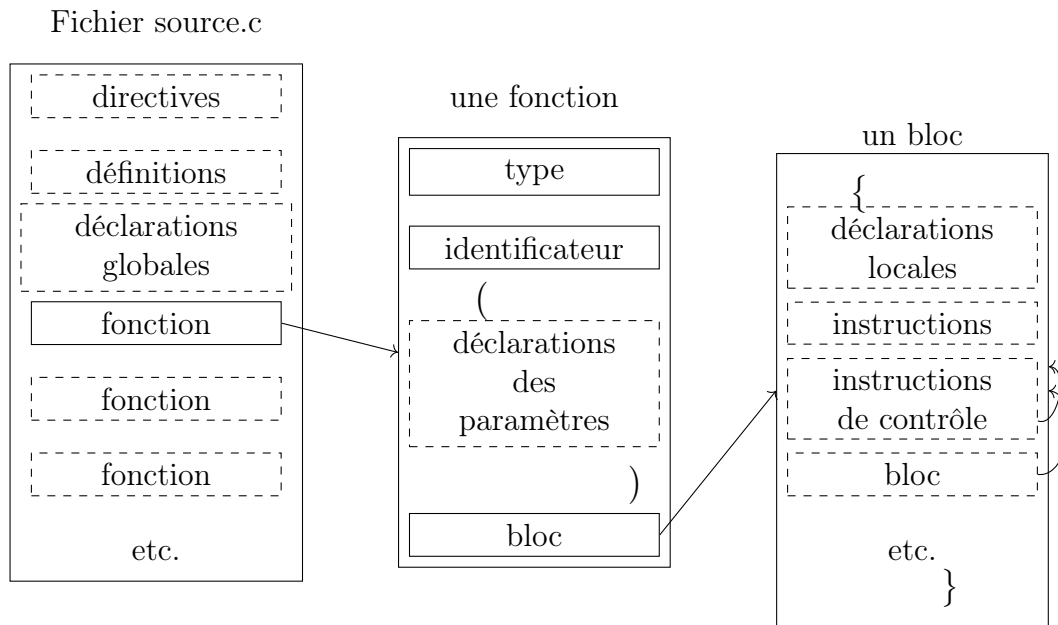 Fichier source.c
directives
définitions
déclarations
globales
fonction
fonction
fonction
etc.
une fonction
type
identificateur
(
déclarations
des
paramètres
)
bloc
un bloc
{
déclarations
locales
instructions
instructions
de contrôle
bloc
etc.
}